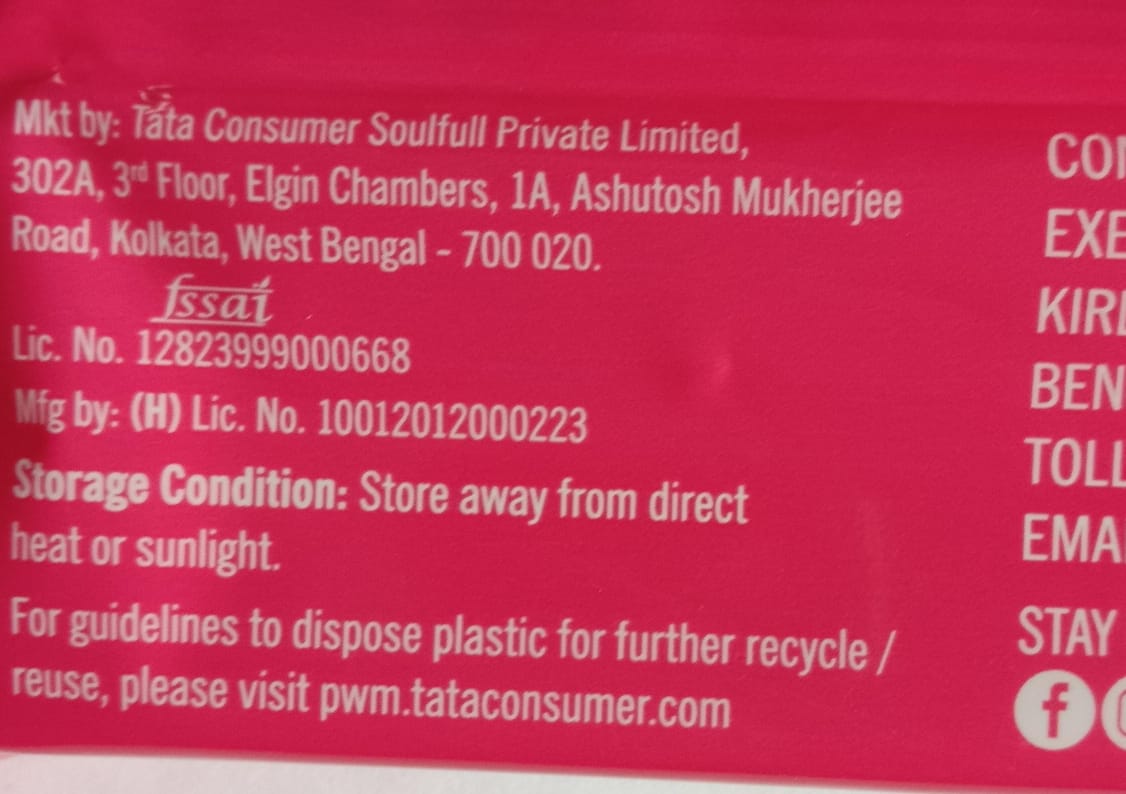 Mkt by: Tata Consumer Soulfull Private Limited,
302A, 3rd Floor, Elgin Chambers, 1A, Ashutosh Mukherjee
Road, Kolkata, West Bengal - 700 020.
fssai
Lic. No. 12823999000668
Mfg by: (H) Lic. No. 10012012000223
Storage Condition: Store away from direct
heat or sunlight.
For guidelines to dispose plastic for further recycle /
reuse, please visit pwm.tataconsumer.com
STAY
f